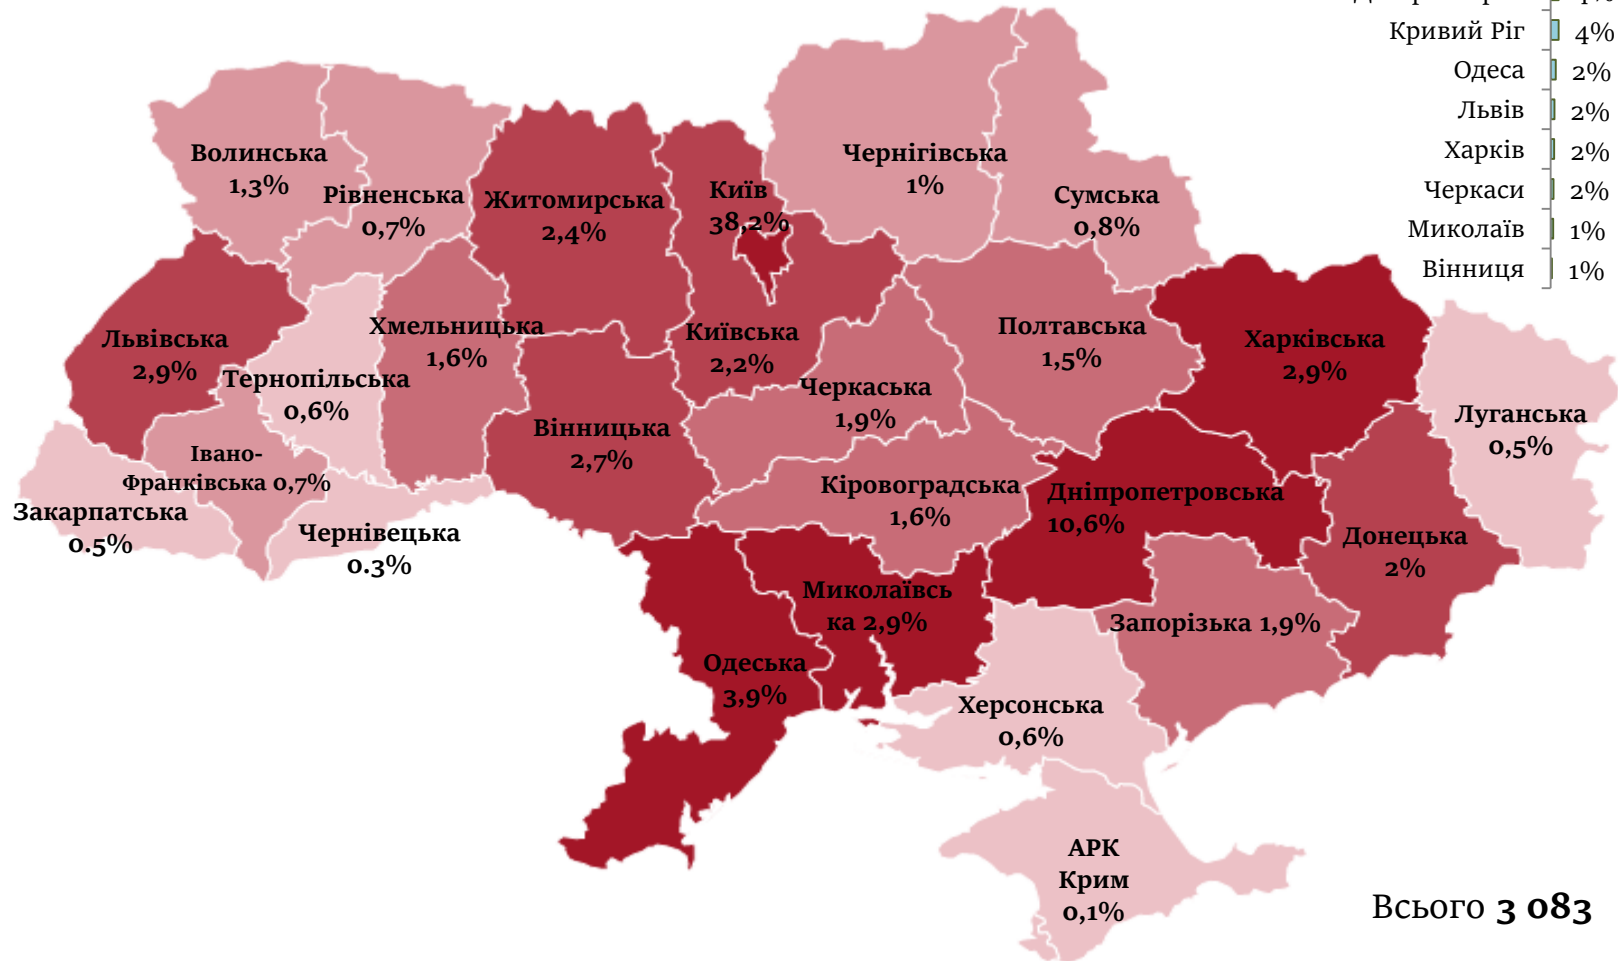 Кривий Ріг 4%
Одеса 2%
Львів 2%
Харків 2%
Черкаси 2%
Миколаїв 1%
Вінниця 1%
Волинська
1,3%
Рівненська
0,7%
Житомирська
2,4%
Київ
38,2%
Чернігівська
1%
Сумська
0,8%
Львівська
2,9%
Тернопільська
0,6%
Хмельницька
1,6%
Київська
2,2%
Черкаська
1,9%
Полтавська
1,5%
Харківська
2,9%
Луганська
0,5%
Вінницька
2,7%
Івано-
Франківська 0,7%
Закарпатська
0.5%
Чернівецька
0.3%
Кіровоградська
1,6%
Дніпропетровська
10,6%
Донецька
2%
Миколаївсь
ка 2,9%
Запорізька 1,9%
Одеська
3,9%
Херсонська
0,6%
АРК
Крим
0,1%
Всього 3 083